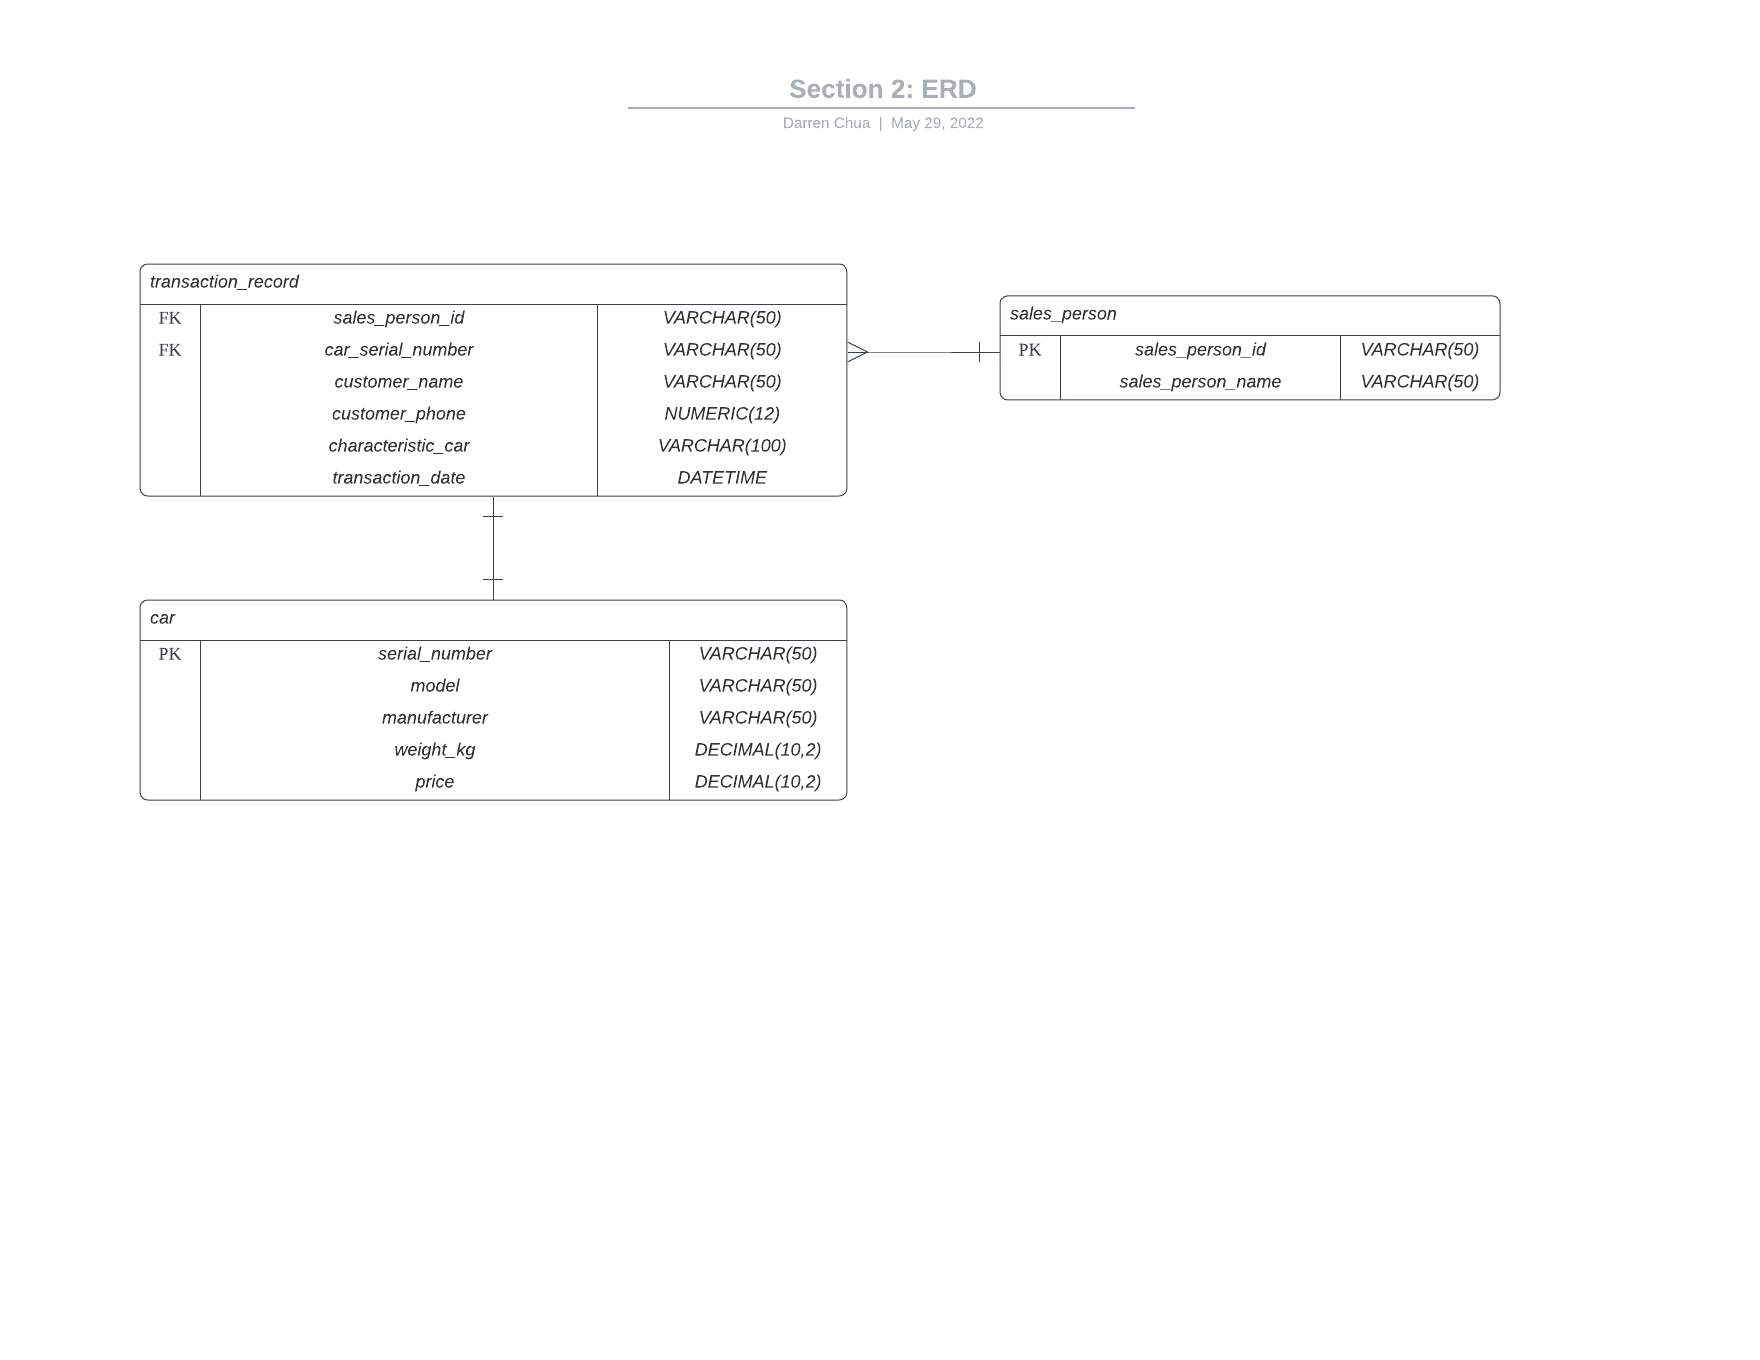 Section 2: ERD
Darren Chua | May 29, 2022
transaction_record
FK sales_person_id VARCHAR(50)
FK car_serial_number VARCHAR(50)
customer_name VARCHAR(50)
customer_phone NUMERIC(12)
characteristic_car VARCHAR(100)
transaction_date DATETIME
sales_person
PK sales_person_id VARCHAR(50)
sales_person_name VARCHAR(50)
car
PK serial_number VARCHAR(50)
model VARCHAR(50)
manufacturer VARCHAR(50)
weight_kg DECIMAL(10,2)
price DECIMAL(10,2)